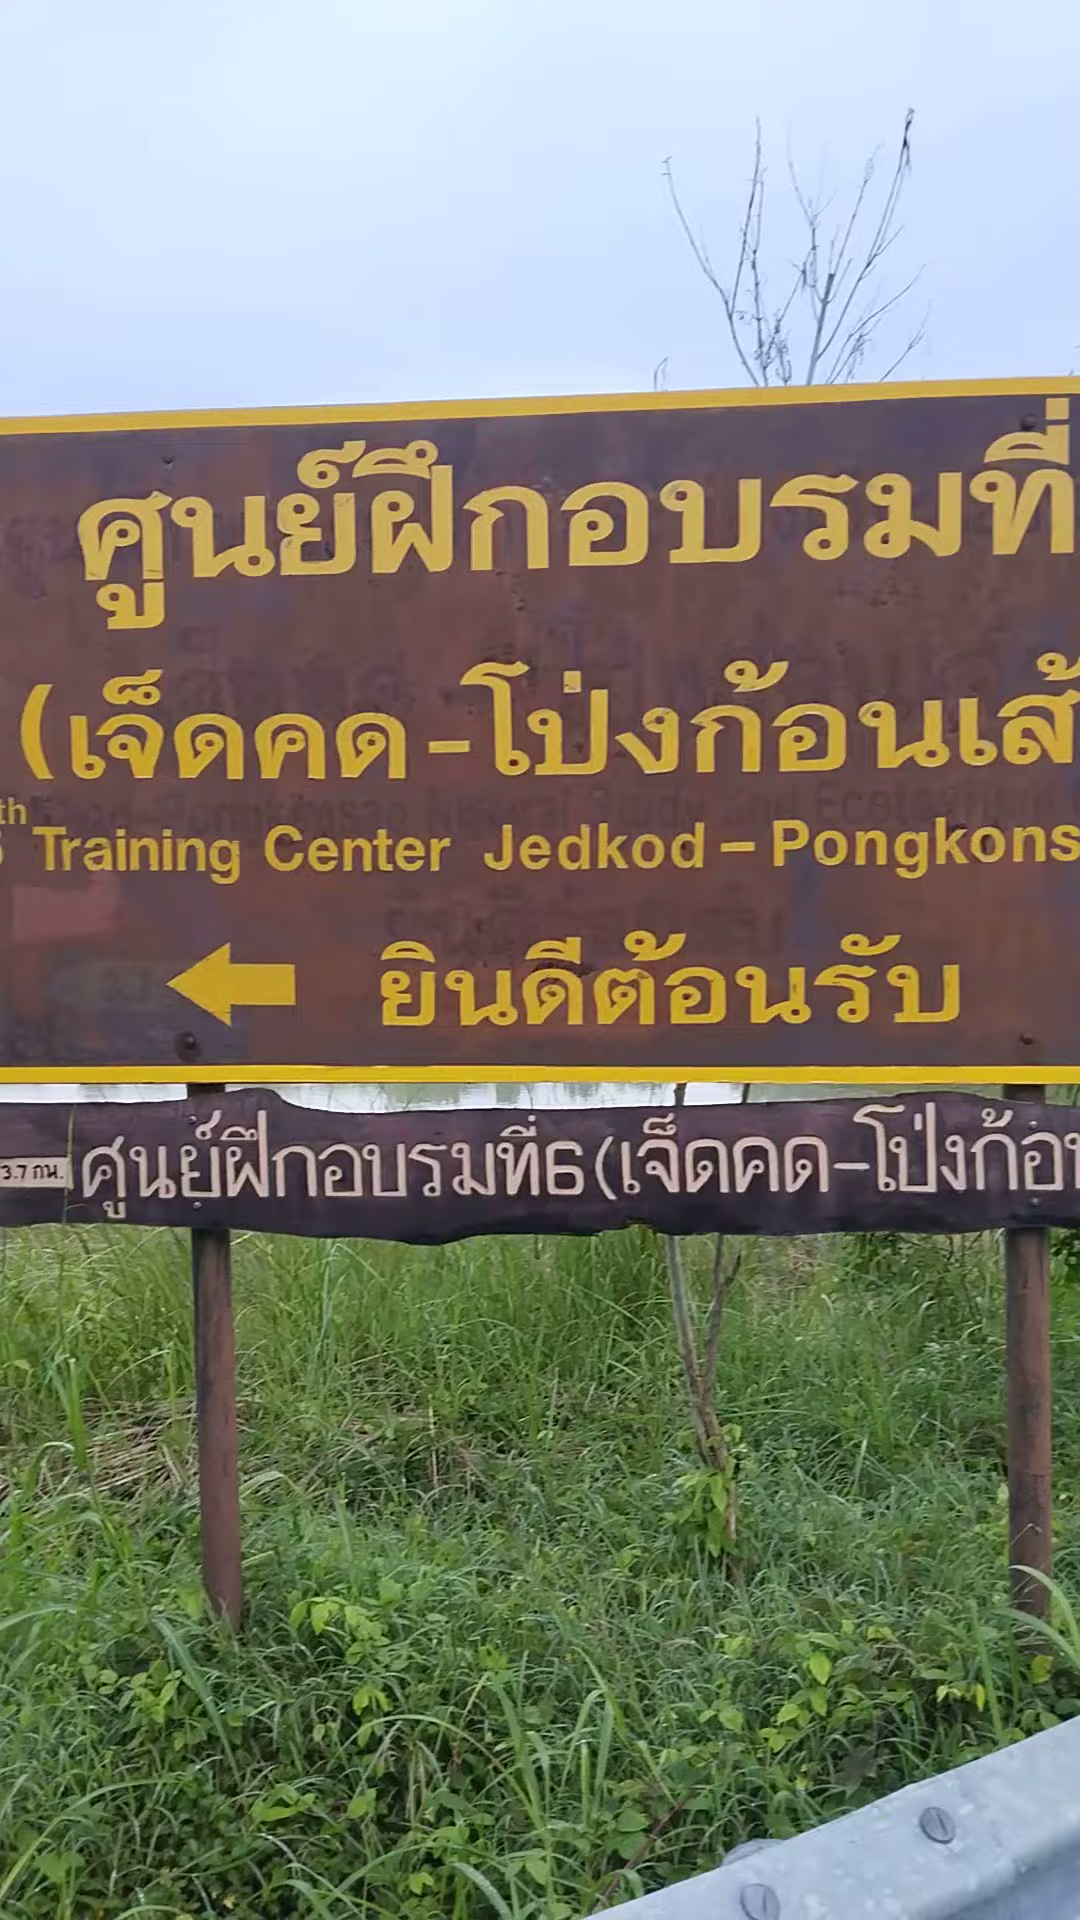 ศูนย์ฝึกอบรมที่
(เจ็ดคด-โป่งก้อนเส้
th Training Center Jedkod-Pongkons
ยินดีต้อนรับ
3.7 กม. ศูนย์ฝึกอบรมที่6(เจ็ดคด-โป่งก้อน